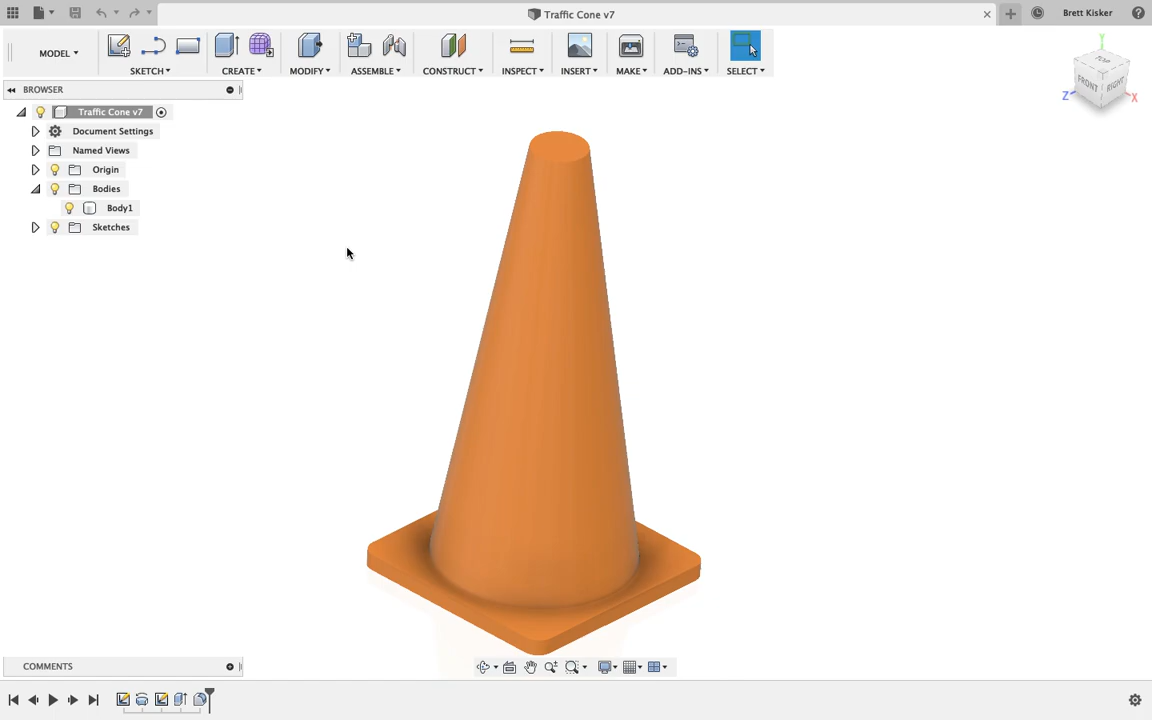 Traffic Cone v7
Brett Kisker
MODEL
SKETCH
CREATE
MODIFY
ASSEMBLE
CONSTRUCT
INSPECT
INSERT
MAKE
ADD-INS
SELECT
Y
TOP
FRONT
RIGHT
Z
X
BROWSER
Traffic Cone v7
Document Settings
Named Views
Origin
Bodies
Body1
Sketches
COMMENTS